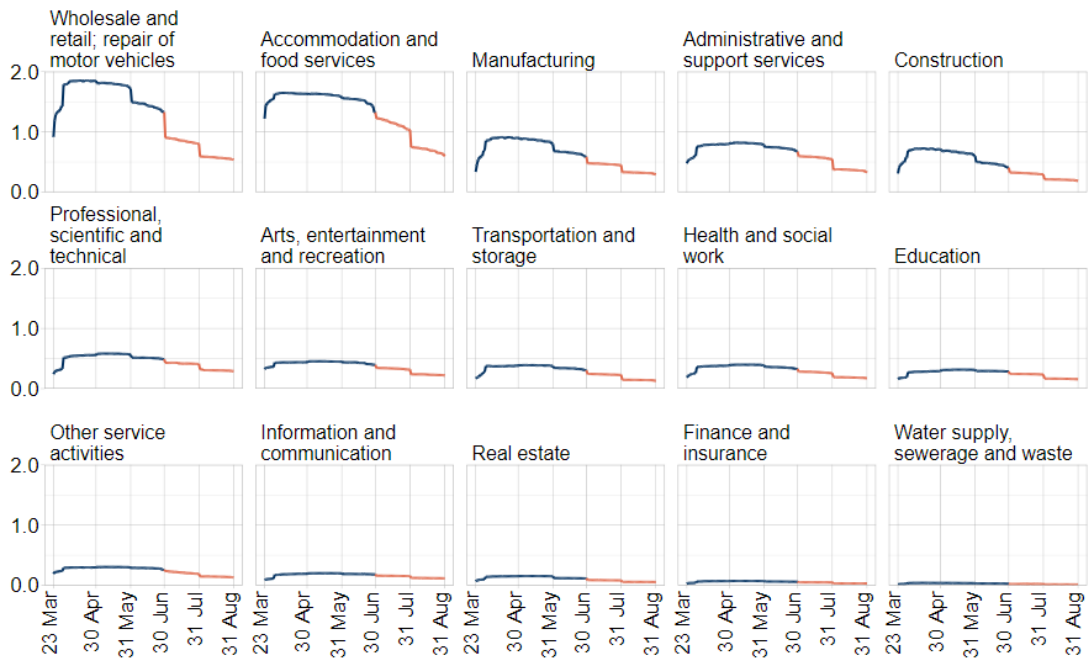 Wholesale and
retail; repair of
motor vehicles
Accommodation and
food services
Manufacturing
Administrative and
support services
Construction
2.0
1.0
0.0
Professional,
scientific and
technical
Arts, entertainment
and recreation
Transportation and
storage
Health and social
work
Education
2.0
1.0
0.0
Other service
activities
Information and
communication
Real estate
Finance and
insurance
Water supply,
sewerage and waste
2.0
1.0
0.0
23 Mar
30 Apr
31 May
30 Jun
31 Jul
31 Aug
23 Mar
30 Apr
31 May
30 Jun
31 Jul
31 Aug
23 Mar
30 Apr
31 May
30 Jun
31 Jul
31 Aug
23 Mar
30 Apr
31 May
30 Jun
31 Jul
31 Aug
23 Mar
30 Apr
31 May
30 Jun
31 Jul
31 Aug